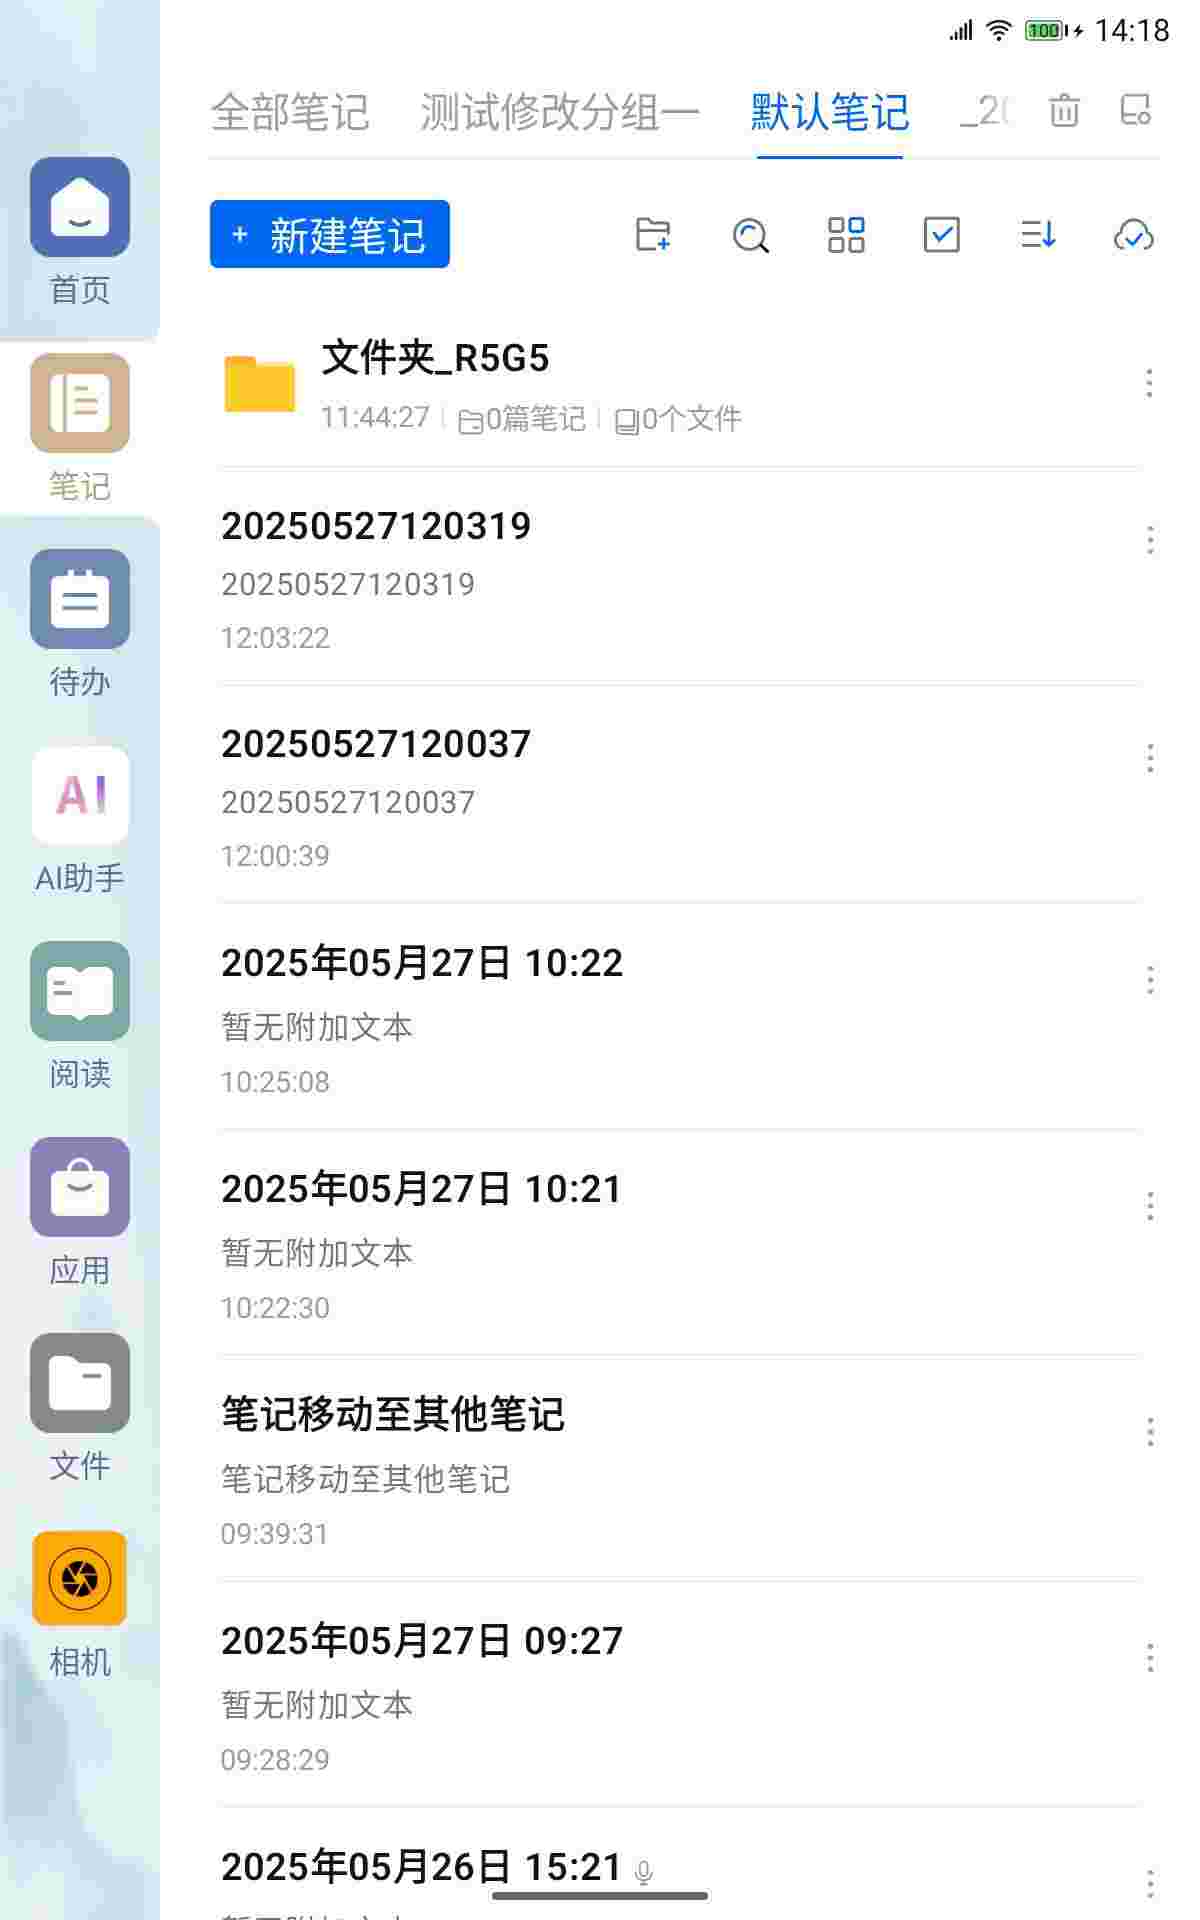 100 14:18
全部笔记 测试修改分组一 默认笔记 _20
+ 新建笔记
首页
笔记
待办
AI
AI助手
阅读
应用
文件
相机
文件夹_R5G5
11:44:27 0篇笔记 0个文件
20250527120319
20250527120319
12:03:22
20250527120037
20250527120037
12:00:39
2025年05月27日 10:22
暂无附加文本
10:25:08
2025年05月27日 10:21
暂无附加文本
10:22:30
笔记移动至其他笔记
笔记移动至其他笔记
09:39:31
2025年05月27日 09:27
暂无附加文本
09:28:29
2025年05月26日 15:21